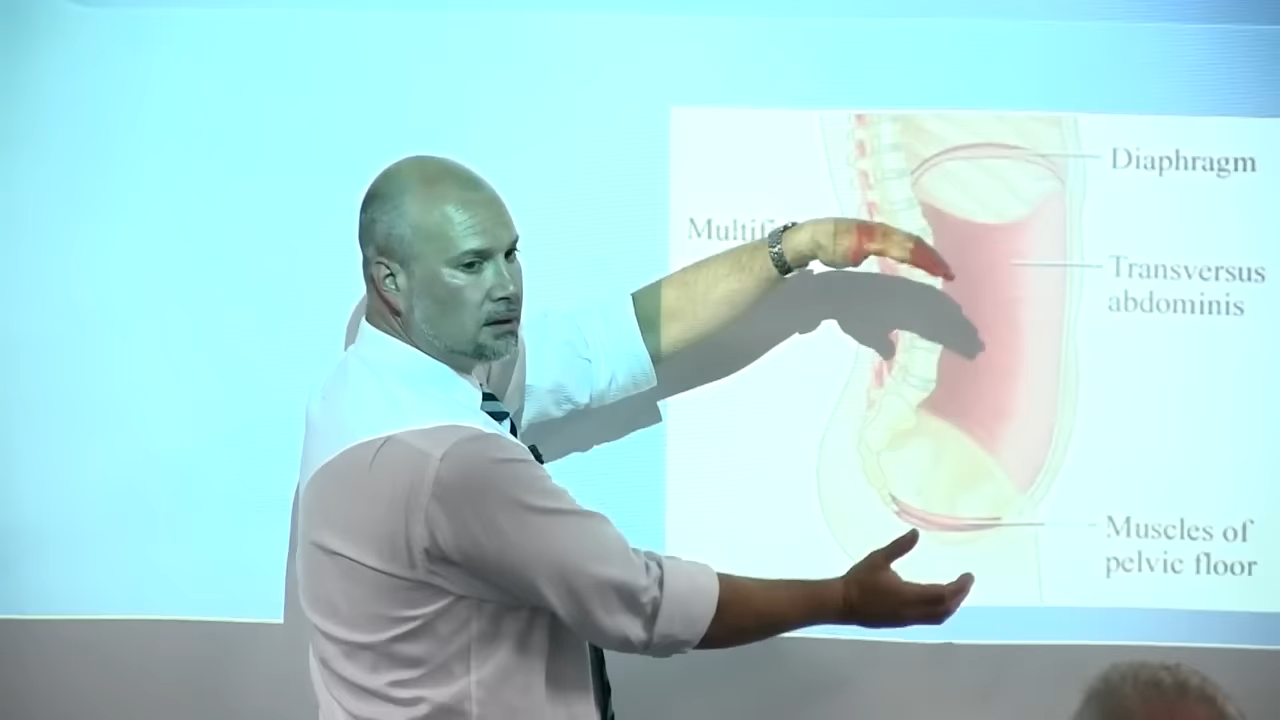 Diaphragm
Transversus
abdominis
Muscles of
pelvic floor